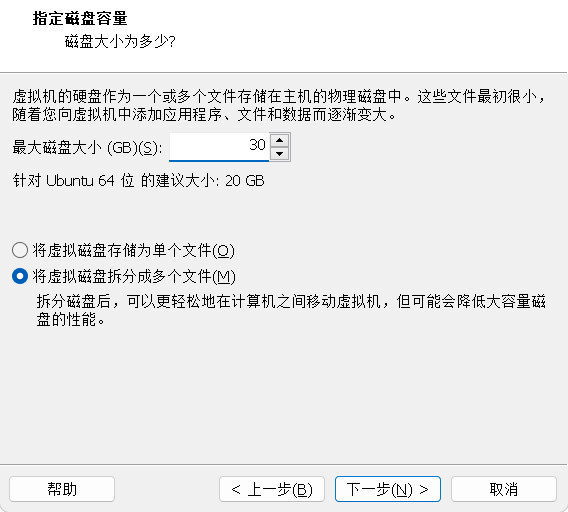 指定磁盘容量
磁盘大小为多少?
虚拟机的硬盘作为一个或多个文件存储在主机的物理磁盘中。这些文件最初很小，
随着您向虚拟机中添加应用程序、文件和数据而逐渐变大。
最大磁盘大小 (GB)(S): 30
针对 Ubuntu 64 位 的建议大小: 20 GB
将虚拟磁盘存储为单个文件(O)
将虚拟磁盘拆分成多个文件(M)
拆分磁盘后，可以更轻松地在计算机之间移动虚拟机，但可能会降低大容量磁
盘的性能。
帮助 < 上一步(B) 下一步(N) > 取消